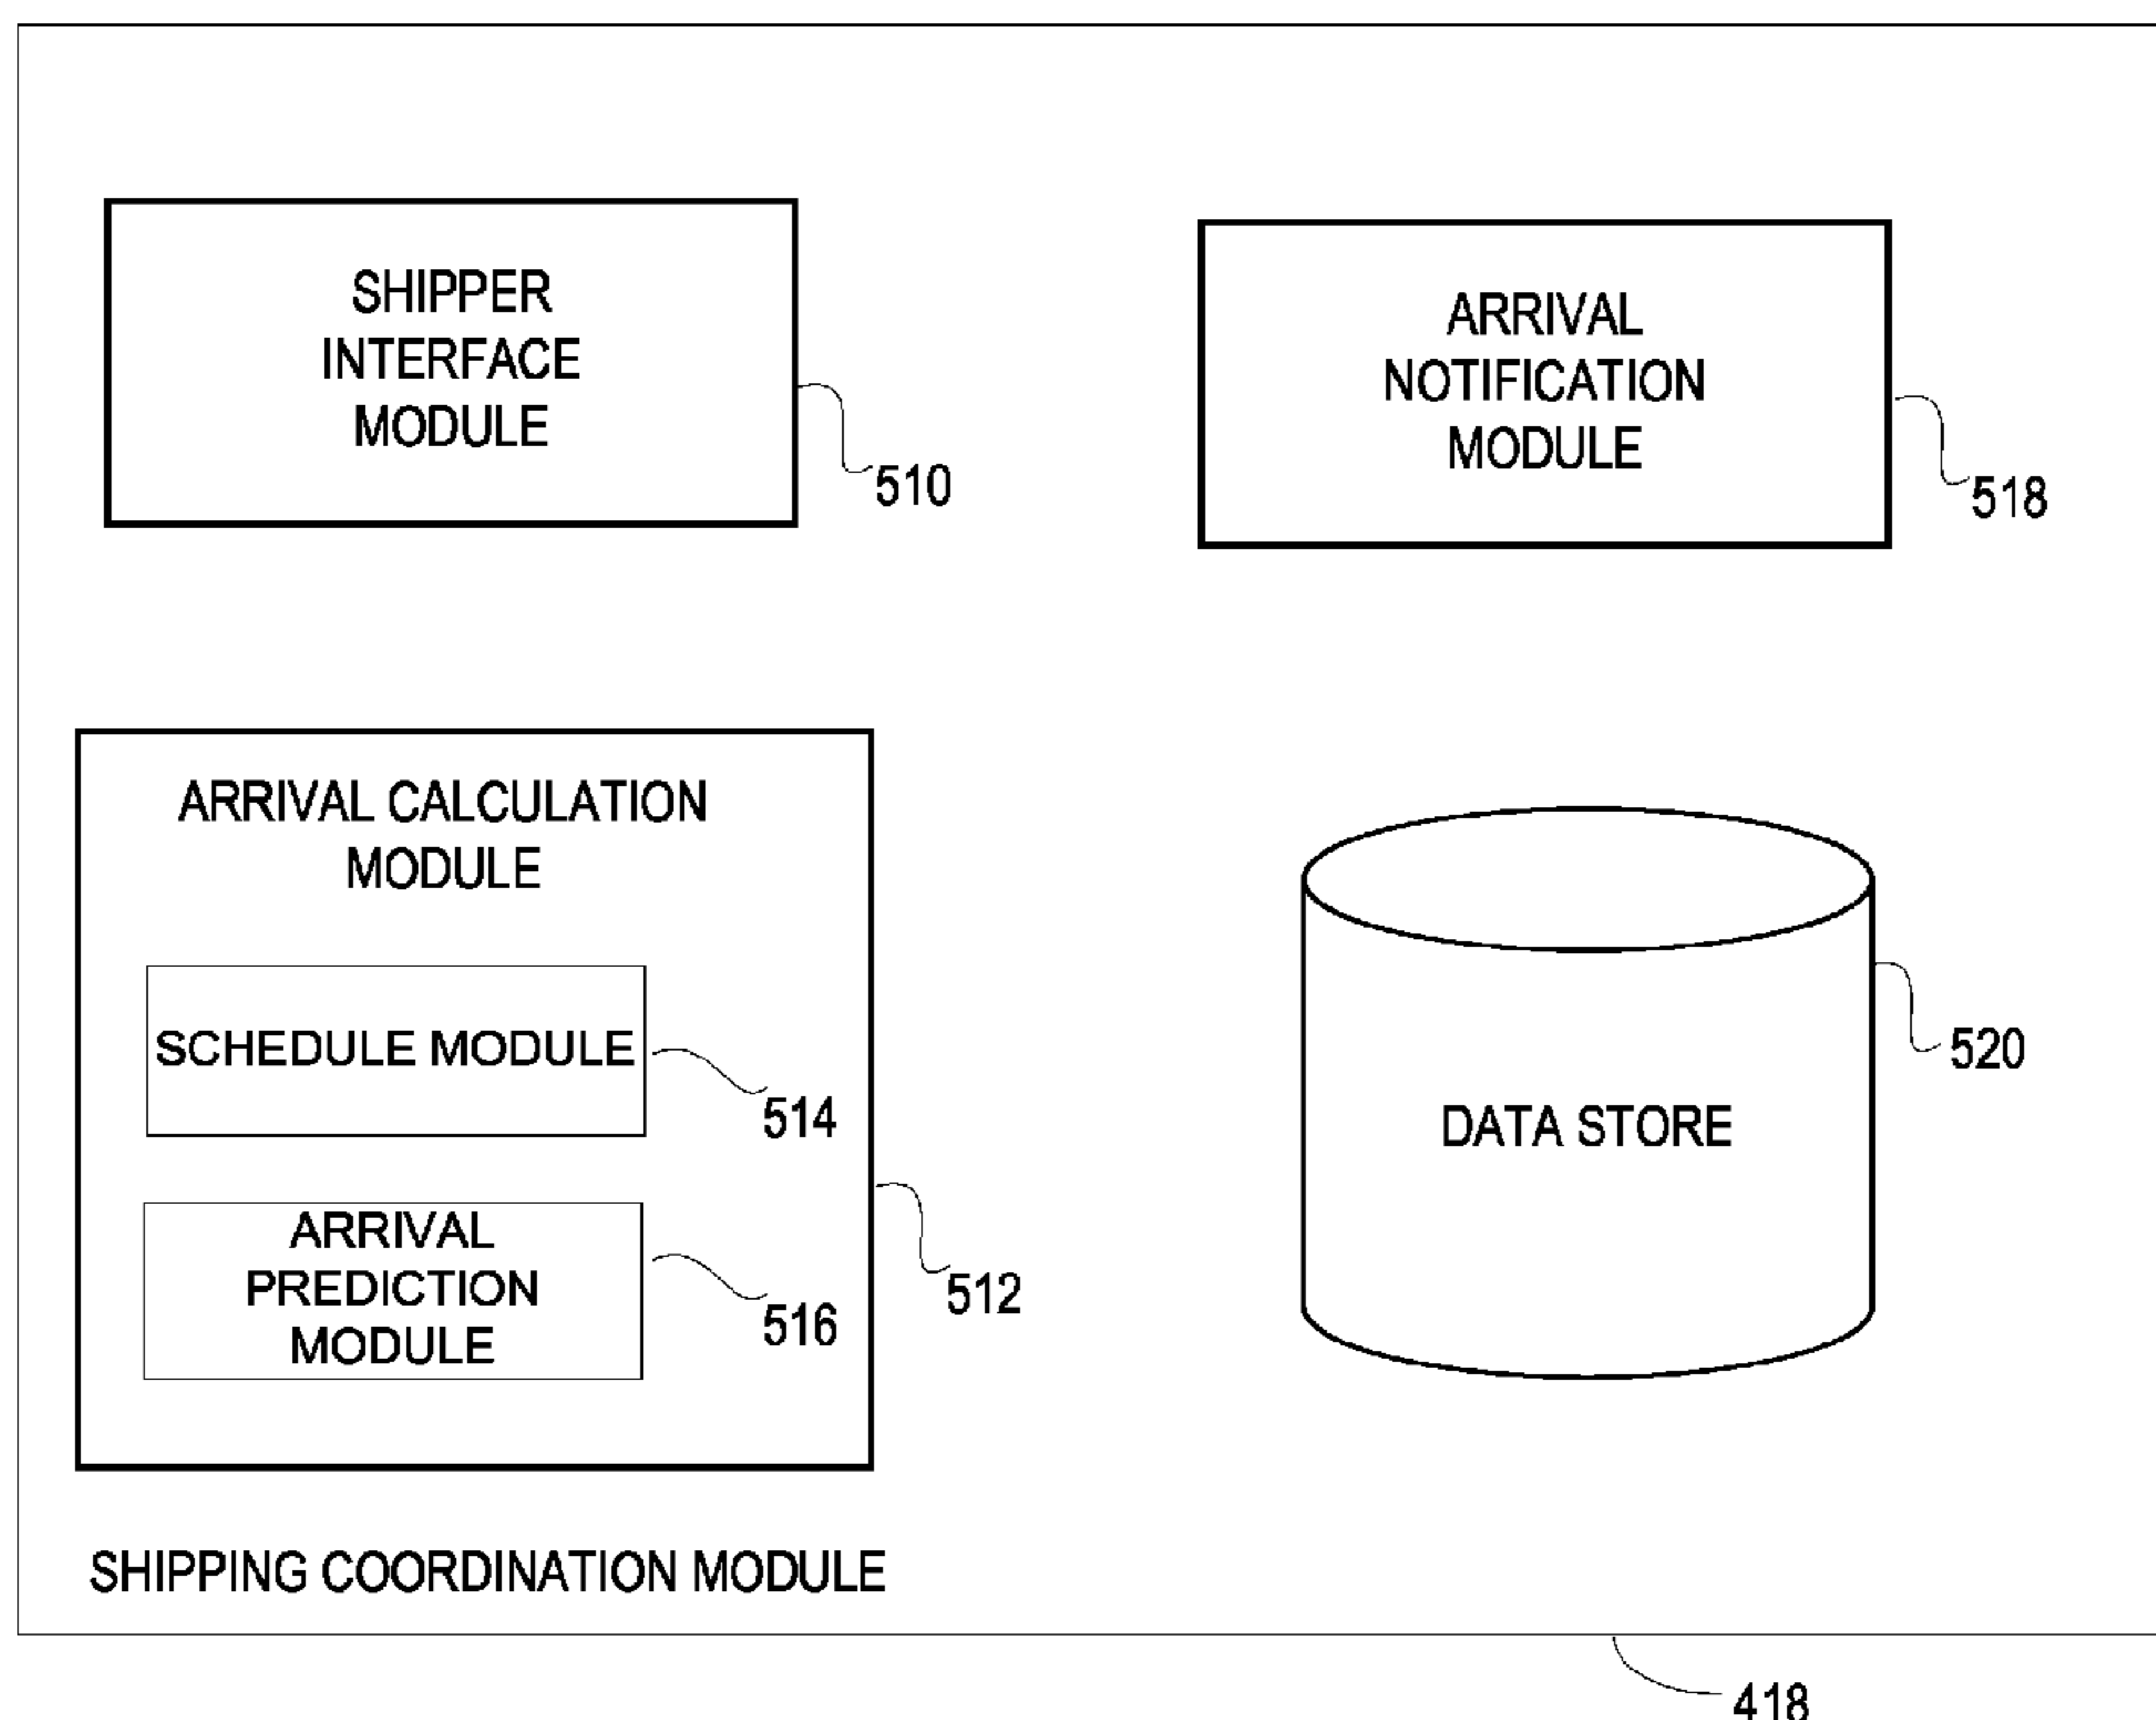 SHIPPER
INTERFACE
MODULE
510
ARRIVAL
NOTIFICATION
MODULE
518
ARRIVAL CALCULATION
MODULE
SCHEDULE MODULE
514
ARRIVAL
PREDICTION
MODULE
516
512
DATA STORE
520
SHIPPING COORDINATION MODULE
418